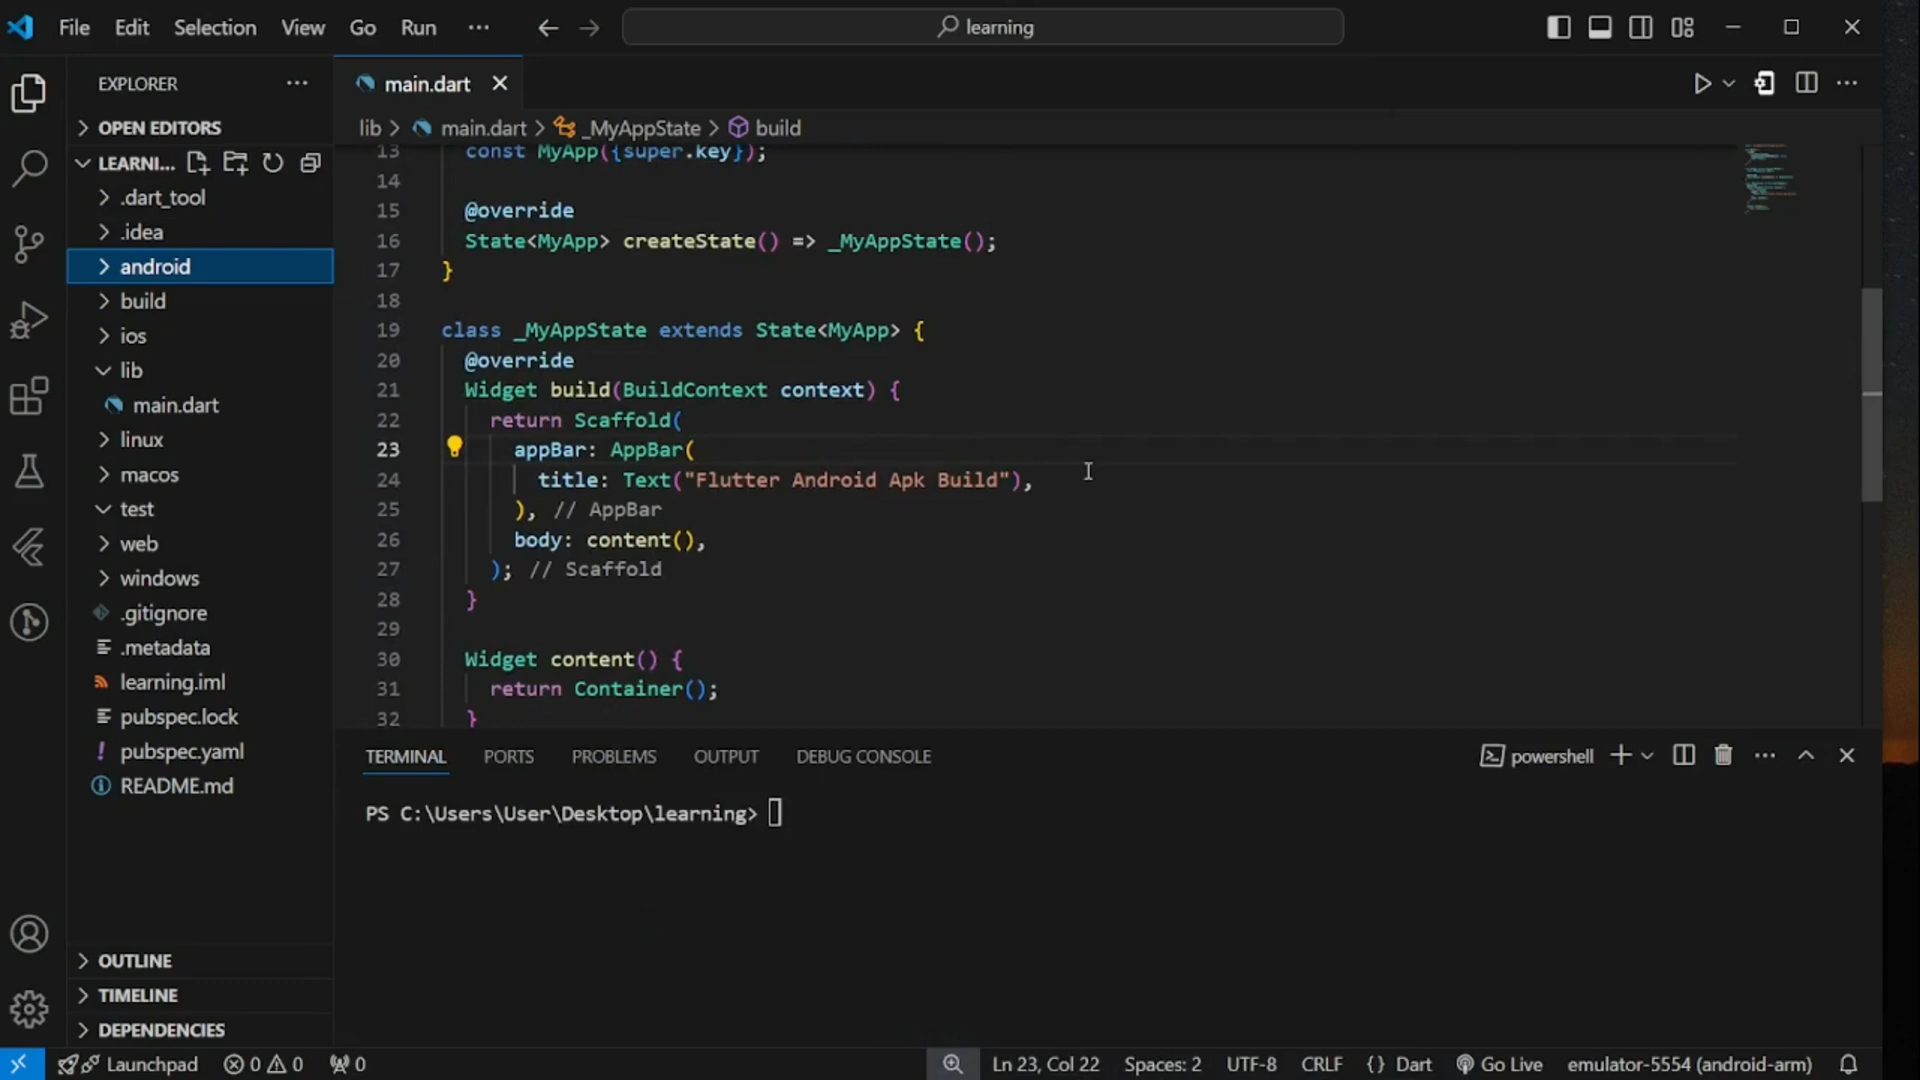 File Edit Selection View Go Run ··· learning
EXPLORER ···
OPEN EDITORS
LEARNI...
.dart_tool
.idea
android
build
ios
lib
main.dart
linux
macos
test
web
windows
.gitignore
.metadata
learning.iml
pubspec.lock
! pubspec.yaml
README.md
OUTLINE
TIMELINE
DEPENDENCIES
main.dart
lib > main.dart > _MyAppState > build
13 const MyApp({super.key});
14
15 @override
16 State<MyApp> createState() => _MyAppState();
17 }
18
19 class _MyAppState extends State<MyApp> {
20 @override
21 Widget build(BuildContext context) {
22 return Scaffold(
23 appBar: AppBar(
24 title: Text("Flutter Android Apk Build"),
25 ), // AppBar
26 body: content(),
27 ); // Scaffold
28 }
29
30 Widget content() {
31 return Container();
32 }
TERMINAL PORTS PROBLEMS OUTPUT DEBUG CONSOLE powershell
PS C:\Users\User\Desktop\learning>
Launchpad 0 0 0 Ln 23, Col 22 Spaces: 2 UTF-8 CRLF {} Dart Go Live emulator-5554 (android-arm)